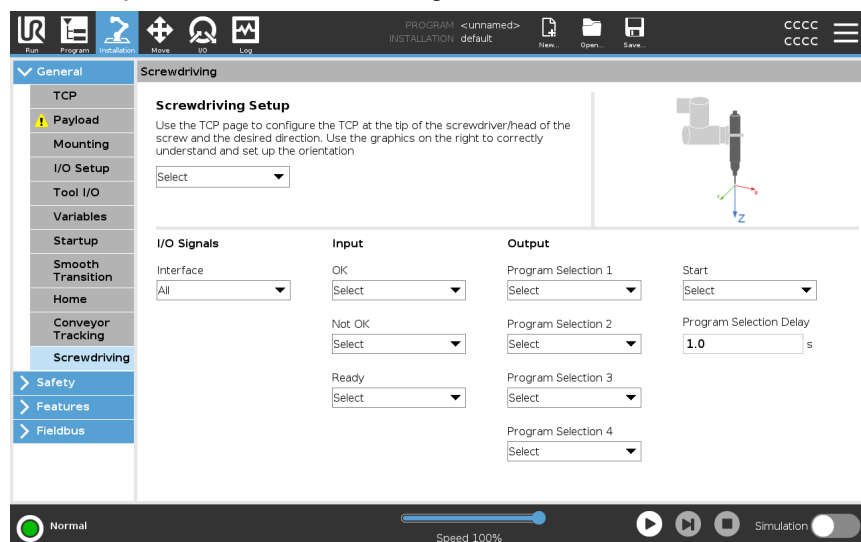 PROGRAM <unnamed>
INSTALLATION default
cccc
cccc
Run Program Installation Move I/O Log New... Open... Save...
General
TCP
Payload
Mounting
I/O Setup
Tool I/O
Variables
Startup
Smooth
Transition
Home
Conveyor
Tracking
Screwdriving
Safety
Features
Fieldbus
Screwdriving
Screwdriving Setup
Use the TCP page to configure the TCP at the tip of the screwdriver/head of the
screw and the desired direction. Use the graphics on the right to correctly
understand and set up the orientation
Select
Y X
Z
I/O Signals Input Output
Interface OK Program Selection 1 Start
All Select Select Select
Not OK Program Selection 2 Program Selection Delay
Select Select 1.0 s
Ready Program Selection 3
Select Select
Program Selection 4
Select
Normal
Speed 100%
Simulation